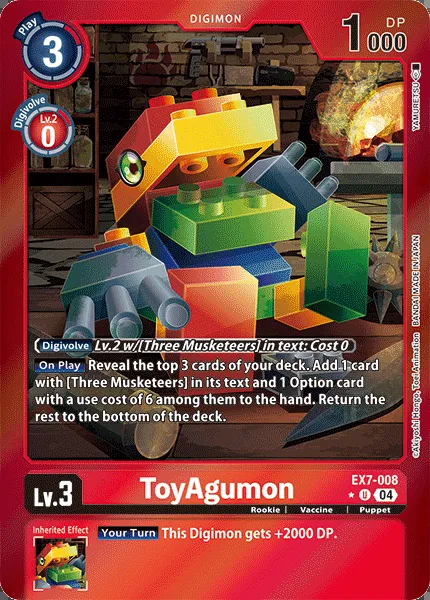 DIGIMON
Play
3
1000
DP
Digivolve
Lv.2
0
YAMURETSU
Digivolve Lv.2 w/[Three Musketeers] in text: Cost 0
On Play Reveal the top 3 cards of your deck. Add 1 card
with [Three Musketeers] in its text and 1 Option card
with a use cost of 6 among them to the hand. Return the
rest to the bottom of the deck.
©Akiyoshi Hongo, Toei Animation BANDAI MADE IN JAPAN
Lv.3
ToyAgumon
EX7-008
U 04
Rookie | Vaccine | Puppet
Inherited Effect
Your Turn This Digimon gets +2000 DP.